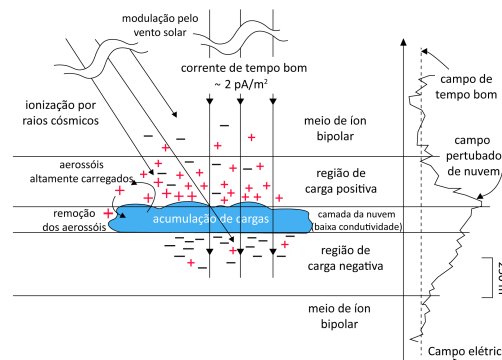 modulação pelo
vento solar
corrente de tempo bom
~ 2 pA/m²
ionização por
raios cósmicos
aerossóis
altamente carregados
remoção
dos aerossóis
acumulação de cargas
meio de íon
bipolar
região de
carga positiva
camada da nuvem
(baixa condutividade)
região de
carga negativa
meio de íon
bipolar
campo de
tempo bom
campo
pertubado
de nuvem
250 m
Campo elétric